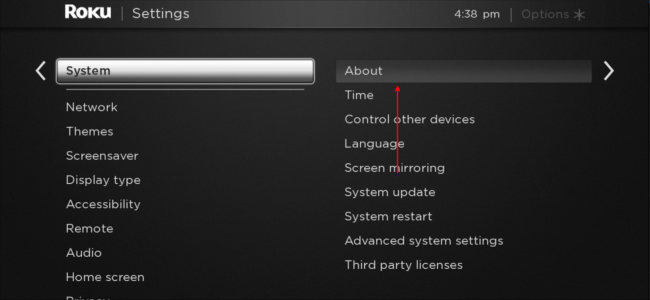 Roku | Settings
4:38 pm | Options
System
Network
Themes
Screensaver
Display type
Accessibility
Remote
Audio
Home screen
Privacy
About
Time
Control other devices
Language
Screen mirroring
System update
System restart
Advanced system settings
Third party licenses